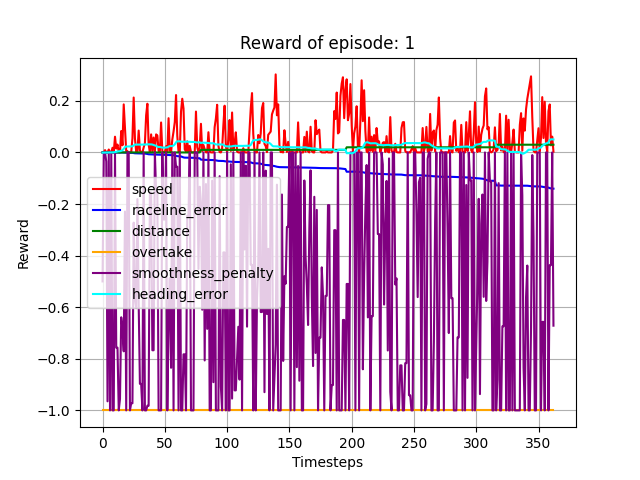 Reward of episode: 1
Reward
0.2
0.0
−0.2
−0.4
−0.6
−0.8
−1.0
speed
raceline_error
distance
overtake
smoothness_penalty
heading_error
0 50 100 150 200 250 300 350
Timesteps